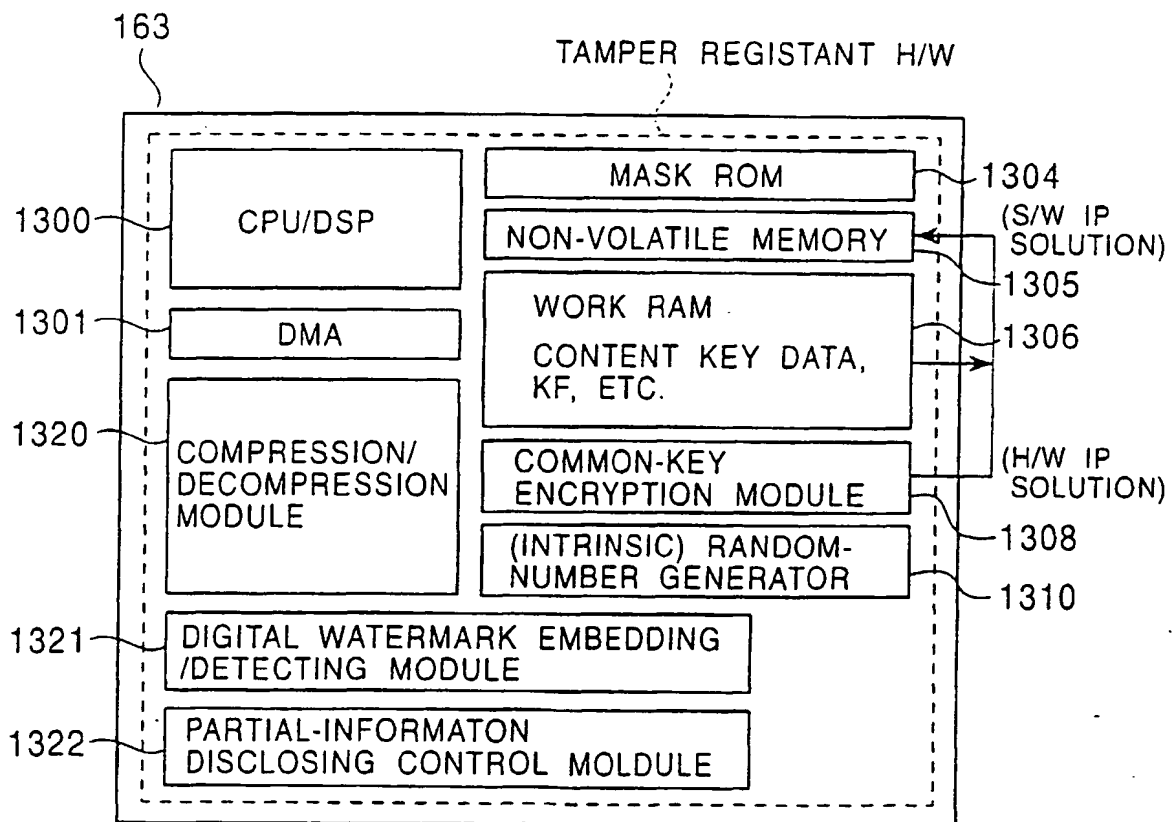 163
TAMPER REGISTANT H/W
1300
CPU/DSP
MASK ROM
1304
NON-VOLATILE MEMORY
(S/W IP
SOLUTION)
1305
1301
DMA
WORK RAM
CONTENT KEY DATA,
KF, ETC.
1306
1320
COMPRESSION/
DECOMPRESSION
MODULE
COMMON-KEY
ENCRYPTION MODULE
(H/W IP
SOLUTION)
1308
(INTRINSIC) RANDOM-
NUMBER GENERATOR
1310
1321
DIGITAL WATERMARK EMBEDDING
/DETECTING MODULE
1322
PARTIAL-INFORMATON
DISCLOSING CONTROL MOLDULE